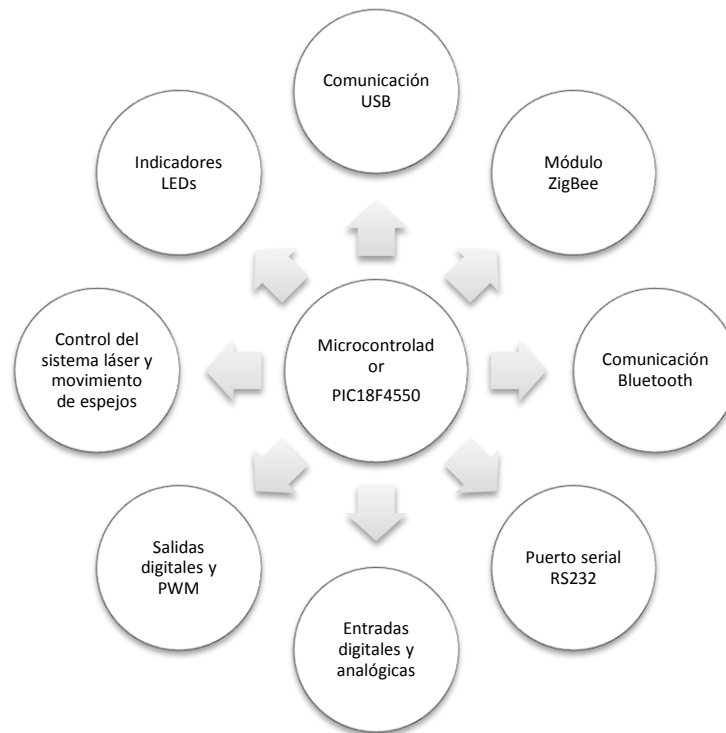 Comunicación
USB
Indicadores
LEDs
Módulo
ZigBee
Control del
sistema láser y
movimiento
de espejos
Microcontrolad
or
PIC18F4550
Comunicación
Bluetooth
Salidas
digitales y
PWM
Puerto serial
RS232
Entradas
digitales y
analógicas